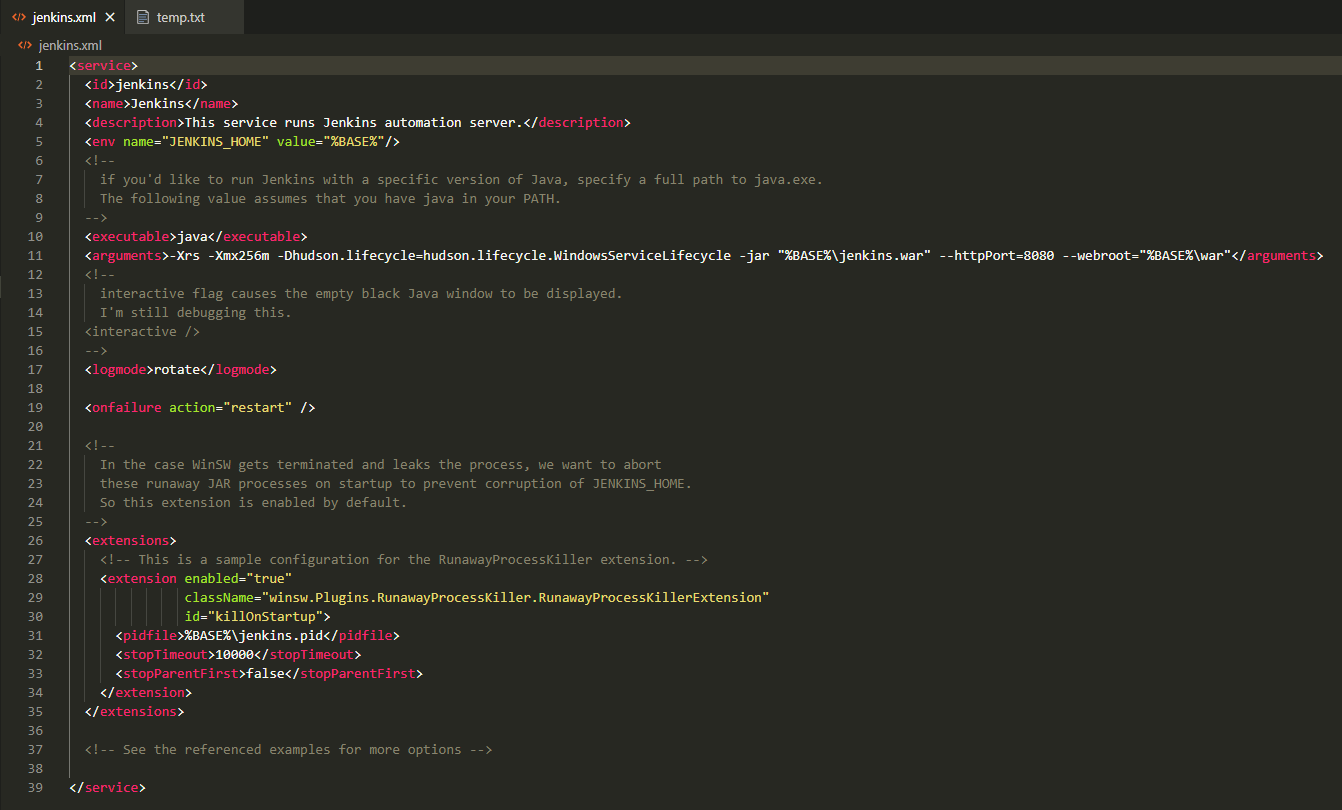 jenkins.xml
temp.txt
jenkins.xml
1 <service>
2   <id>jenkins</id>
3   <name>Jenkins</name>
4   <description>This service runs Jenkins automation server.</description>
5   <env name="JENKINS_HOME" value="%BASE%"/>
6   <!--
7     if you'd like to run Jenkins with a specific version of Java, specify a full path to java.exe.
8     The following value assumes that you have java in your PATH.
9   -->
10   <executable>java</executable>
11   <arguments>-Xrs -Xmx256m -Dhudson.lifecycle=hudson.lifecycle.WindowsServiceLifecycle -jar "%BASE%\jenkins.war" --httpPort=8080 --webroot="%BASE%\war"</arguments>
12   <!--
13     interactive flag causes the empty black Java window to be displayed.
14     I'm still debugging this.
15   <interactive />
16   -->
17   <logmode>rotate</logmode>
18
19   <onfailure action="restart" />
20
21   <!--
22     In the case WinSW gets terminated and leaks the process, we want to abort
23     these runaway JAR processes on startup to prevent corruption of JENKINS_HOME.
24     So this extension is enabled by default.
25   -->
26   <extensions>
27     <!-- This is a sample configuration for the RunawayProcessKiller extension. -->
28     <extension enabled="true"
29                className="winsw.Plugins.RunawayProcessKiller.RunawayProcessKillerExtension"
30                id="killOnStartup">
31       <pidfile>%BASE%\jenkins.pid</pidfile>
32       <stopTimeout>10000</stopTimeout>
33       <stopParentFirst>false</stopParentFirst>
34     </extension>
35   </extensions>
36
37   <!-- See the referenced examples for more options -->
38
39 </service>